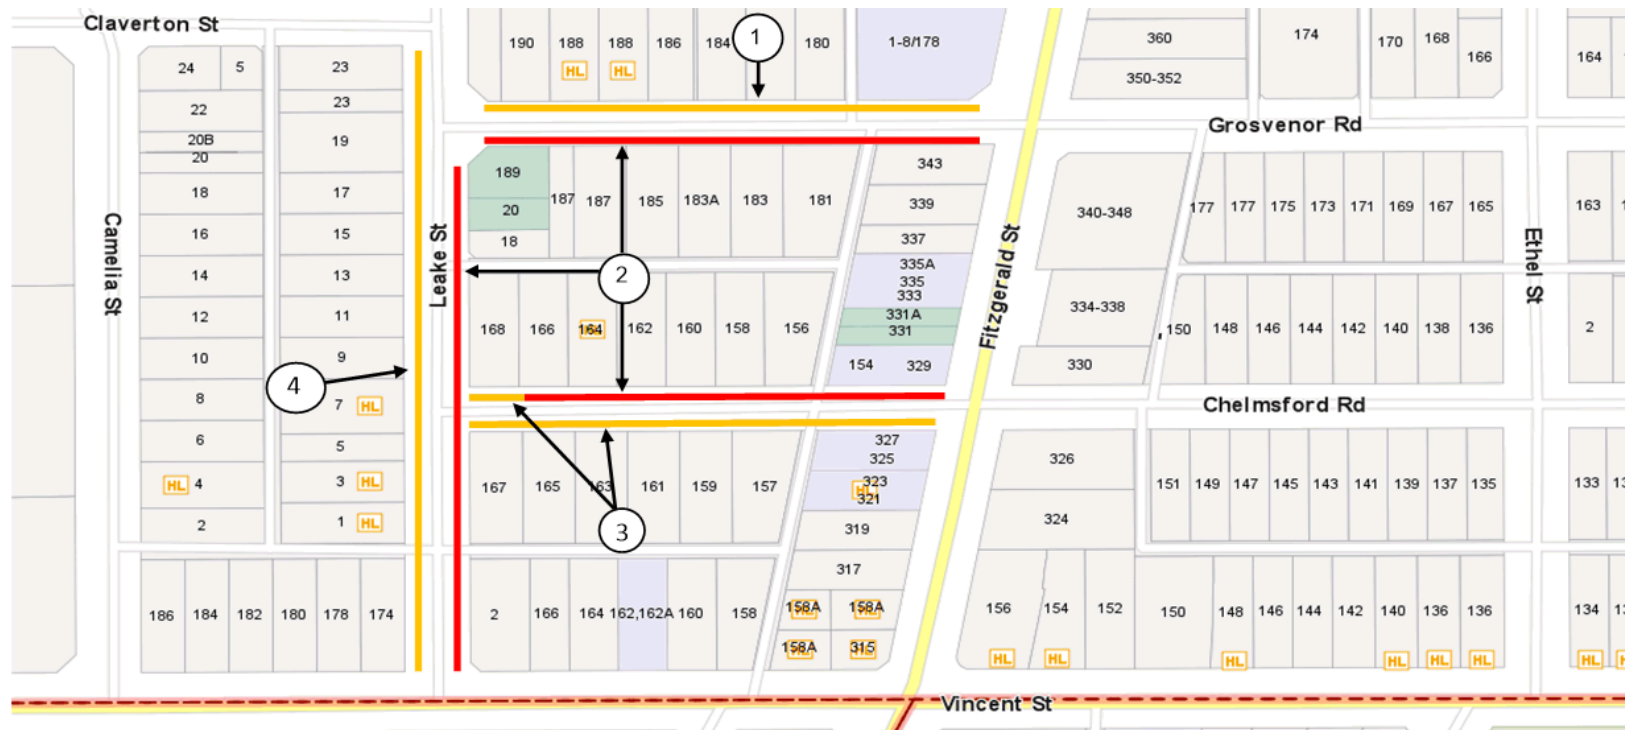 Claverton St
190 188 188 186 184 1 180 1-8/178 360 174 170 168 166 164
HL HL
350-352
24 5 23
22 23
20B 19
20
18 17
16 15
14 13
12 11
10 9
8 7 HL
6 5
HL 4 3 HL
2 1 HL
186 184 182 180 178 174
Camelia St
Leake St
4
Grosvenor Rd
189 187 187 185 183A 183 181 343
20 339
18 337
2
335A
335
333
331A
331
154 329
168 166 164 162 160 158 156
Fitzgerald St
340-348
334-338
330
177 177 175 173 171 169 167 165 163
150 148 146 144 142 140 138 136 2
Ethel St
Chelmsford Rd
167 165 163 161 159 157
3
327
325
HL 323
321
319
317
158A 158A
158A 315
2 166 164 162,162A 160 158
326
324
151 149 147 145 143 141 139 137 135 133
156 154 152 150 148 146 144 142 140 136 136 134
HL HL HL HL HL HL HL
Vincent St